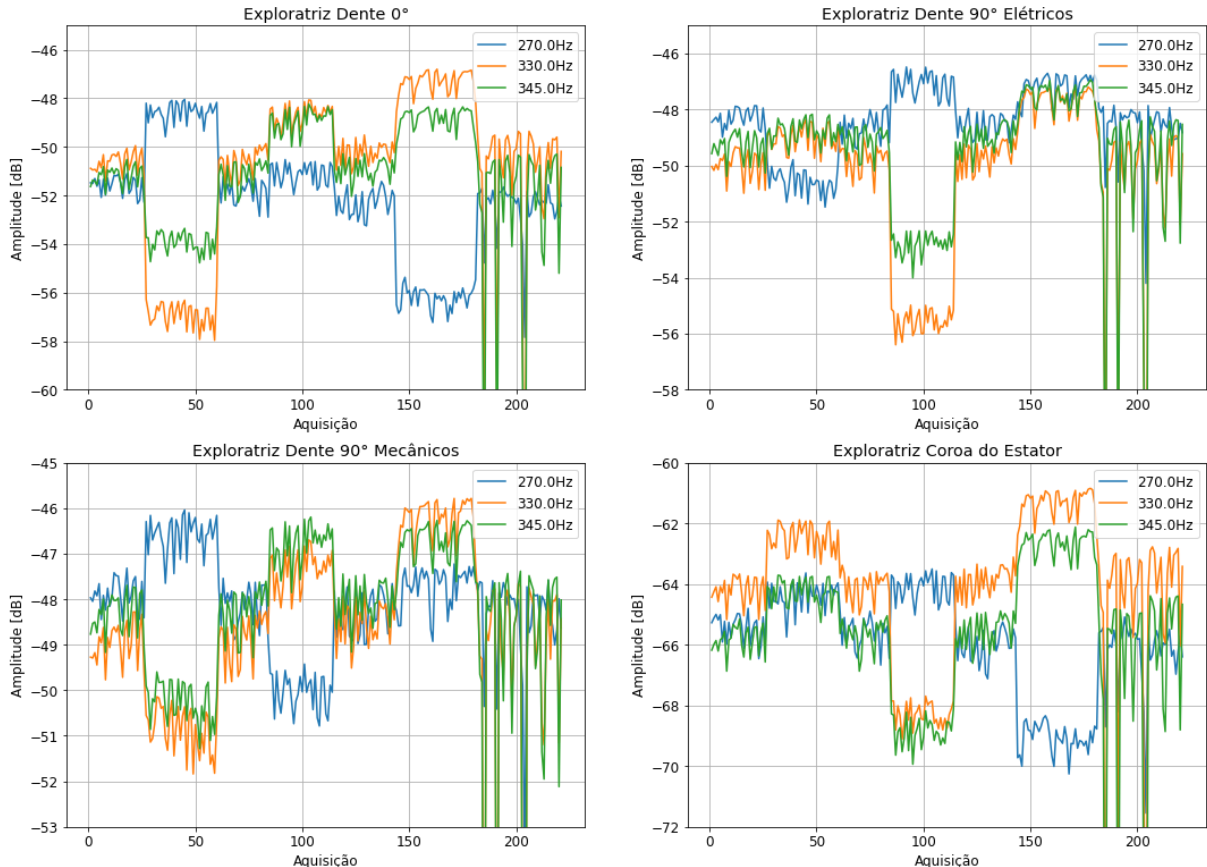 Exploratriz Dente 0°
270.0Hz
330.0Hz
345.0Hz
Amplitude [dB]
−46
−48
−50
−52
−54
−56
−58
−60
0
50
100
150
200
Aquisição
Exploratriz Dente 90° Elétricos
270.0Hz
330.0Hz
345.0Hz
Amplitude [dB]
−46
−48
−50
−52
−54
−56
−58
0
50
100
150
200
Aquisição
Exploratriz Dente 90° Mecânicos
270.0Hz
330.0Hz
345.0Hz
Amplitude [dB]
−45
−46
−47
−48
−49
−50
−51
−52
−53
0
50
100
150
200
Aquisição
Exploratriz Coroa do Estator
270.0Hz
330.0Hz
345.0Hz
Amplitude [dB]
−60
−62
−64
−66
−68
−70
−72
0
50
100
150
200
Aquisição